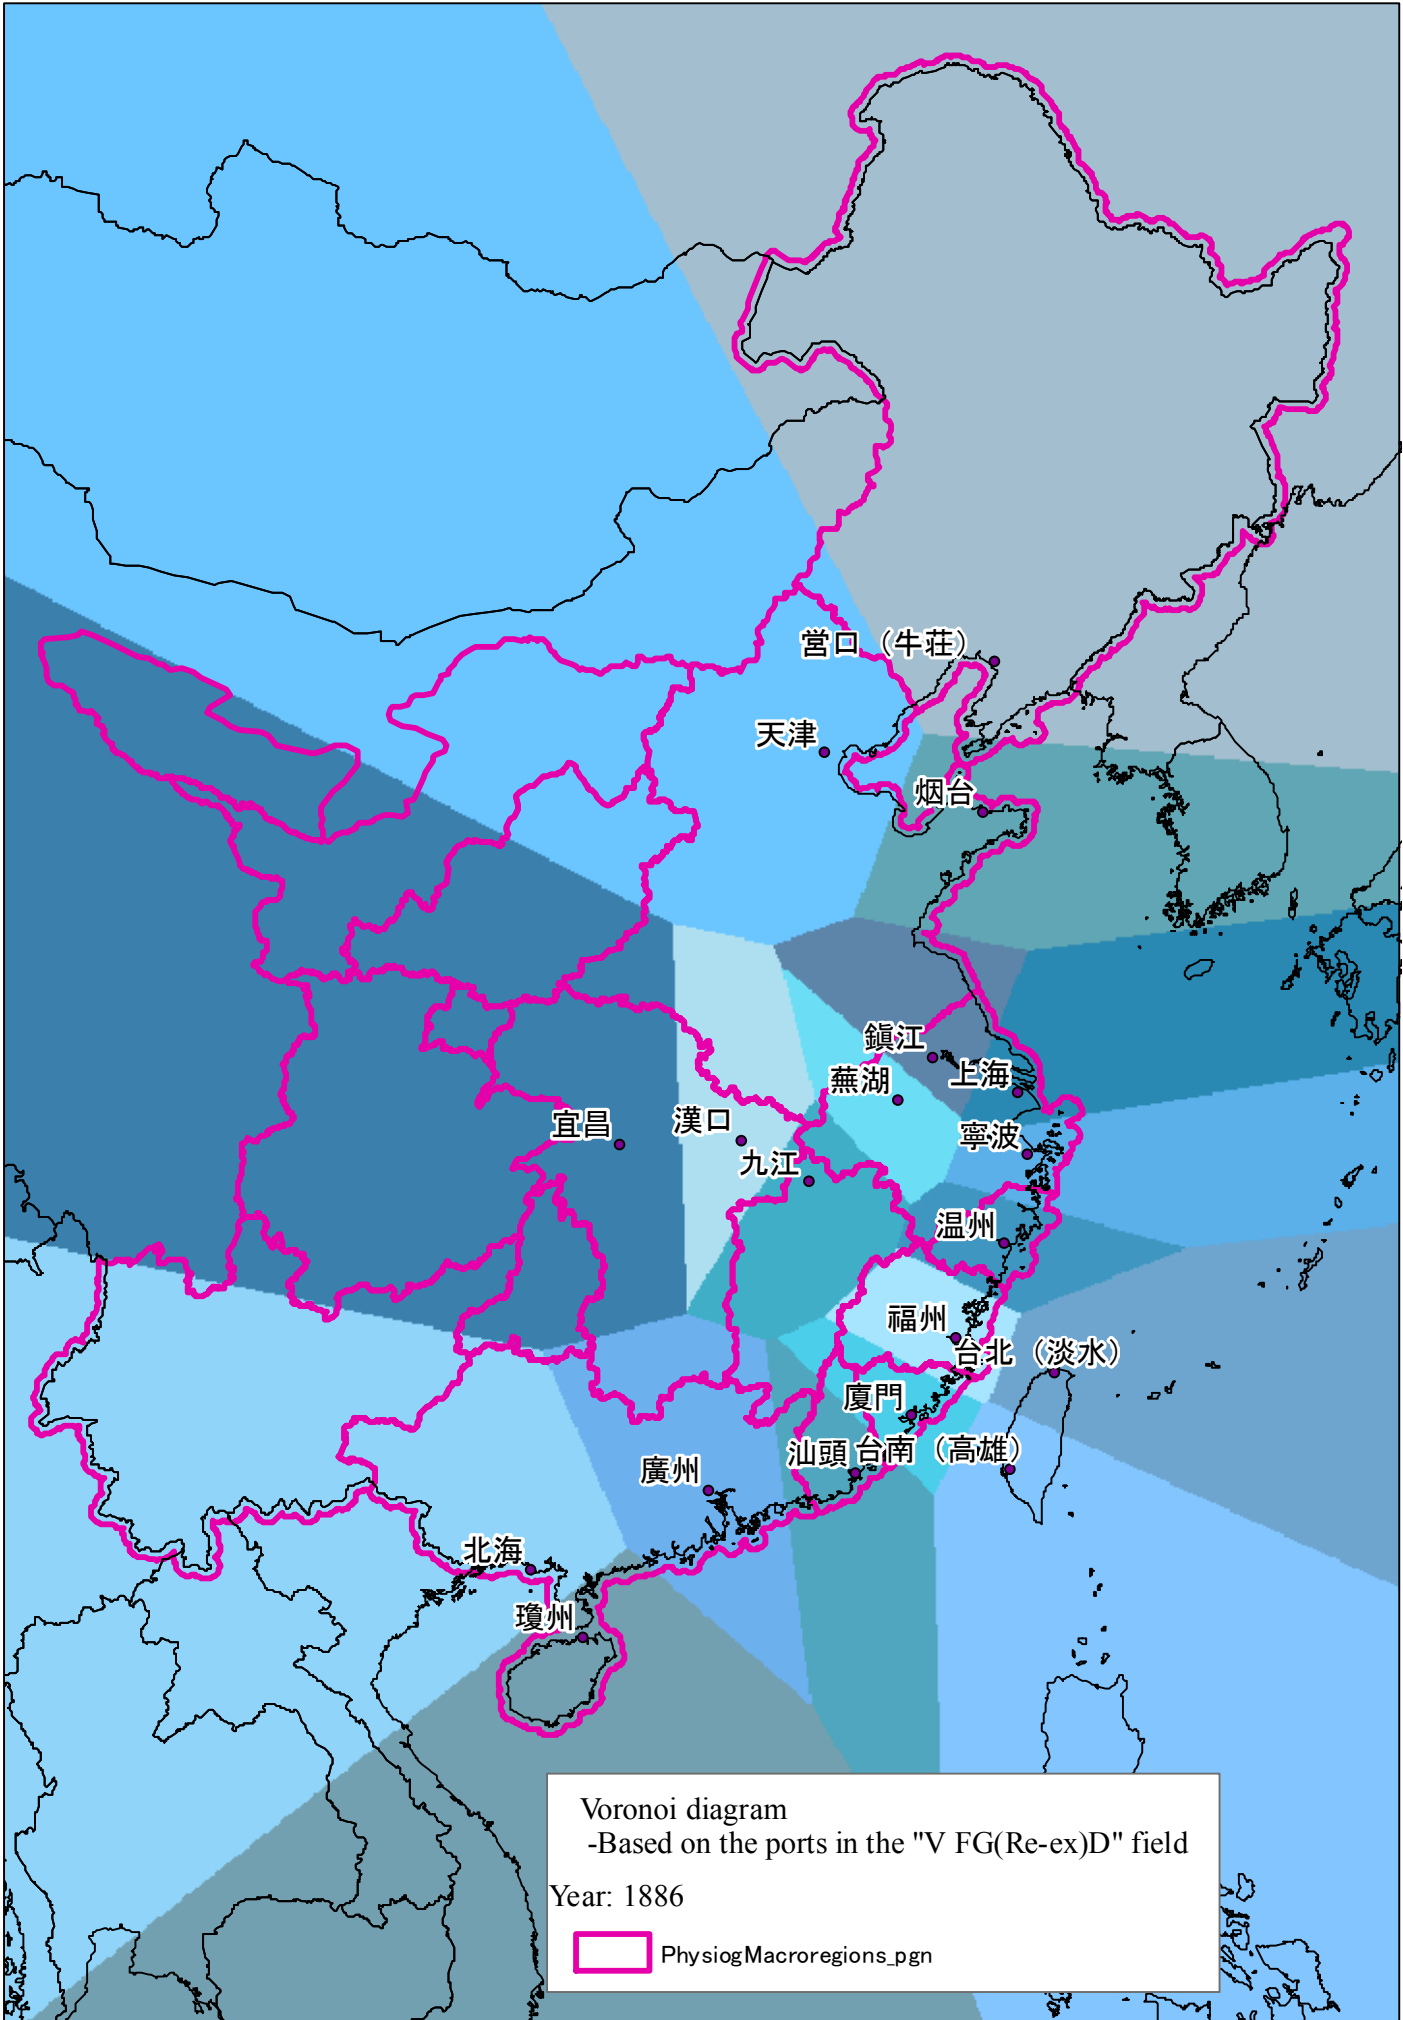 営口（牛荘）
天津
烟台
鎭江
上海
蕪湖
漢口
宜昌
寧波
九江
温州
福州
台北（淡水）
廈門
汕頭
台南（高雄）
廣州
北海
瓊州
Voronoi diagram
-Based on the ports in the "V FG(Re-ex)D" field
Year: 1886
PhysiogMacroregions_pgn